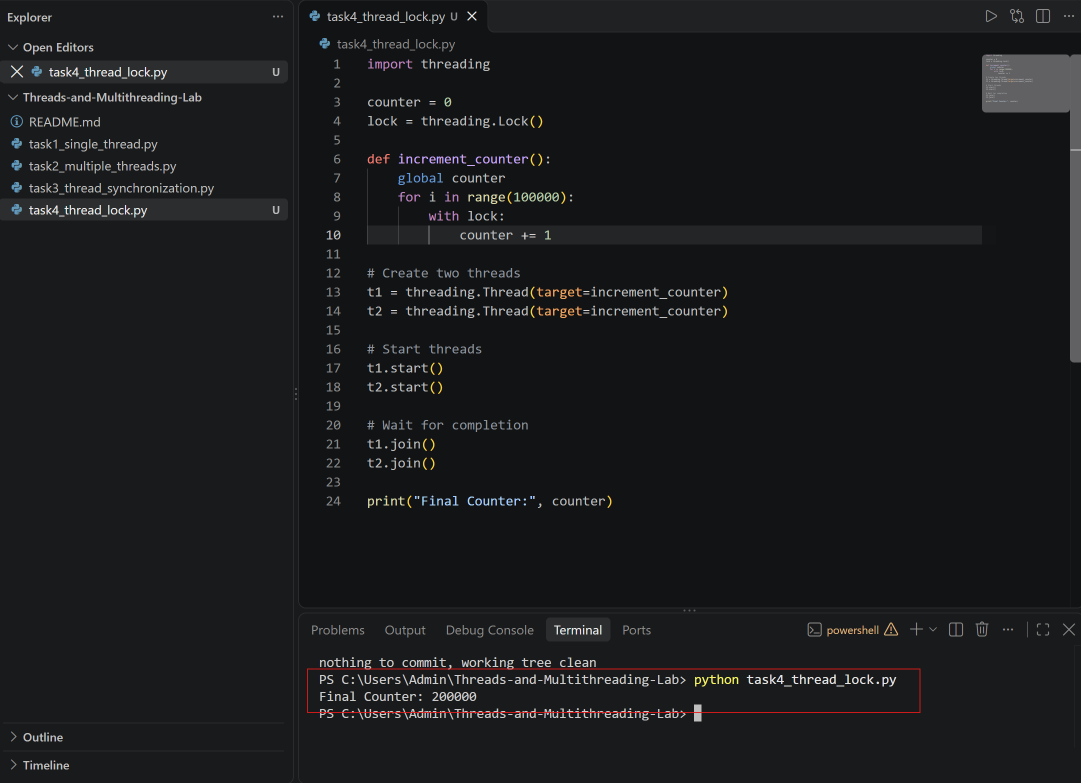 Explorer
Open Editors
task4_thread_lock.py U
Threads-and-Multithreading-Lab
README.md
task1_single_thread.py
task2_multiple_threads.py
task3_thread_synchronization.py
task4_thread_lock.py U
Outline
Timeline
task4_thread_lock.py U
task4_thread_lock.py
1 import threading
2
3 counter = 0
4 lock = threading.Lock()
5
6 def increment_counter():
7     global counter
8     for i in range(100000):
9         with lock:
10             counter += 1
11
12 # Create two threads
13 t1 = threading.Thread(target=increment_counter)
14 t2 = threading.Thread(target=increment_counter)
15
16 # Start threads
17 t1.start()
18 t2.start()
19
20 # Wait for completion
21 t1.join()
22 t2.join()
23
24 print("Final Counter:", counter)
Problems Output Debug Console Terminal Ports powershell
nothing to commit, working tree clean
PS C:\Users\Admin\Threads-and-Multithreading-Lab> python task4_thread_lock.py
Final Counter: 200000
PS C:\Users\Admin\Threads-and-Multithreading-Lab>